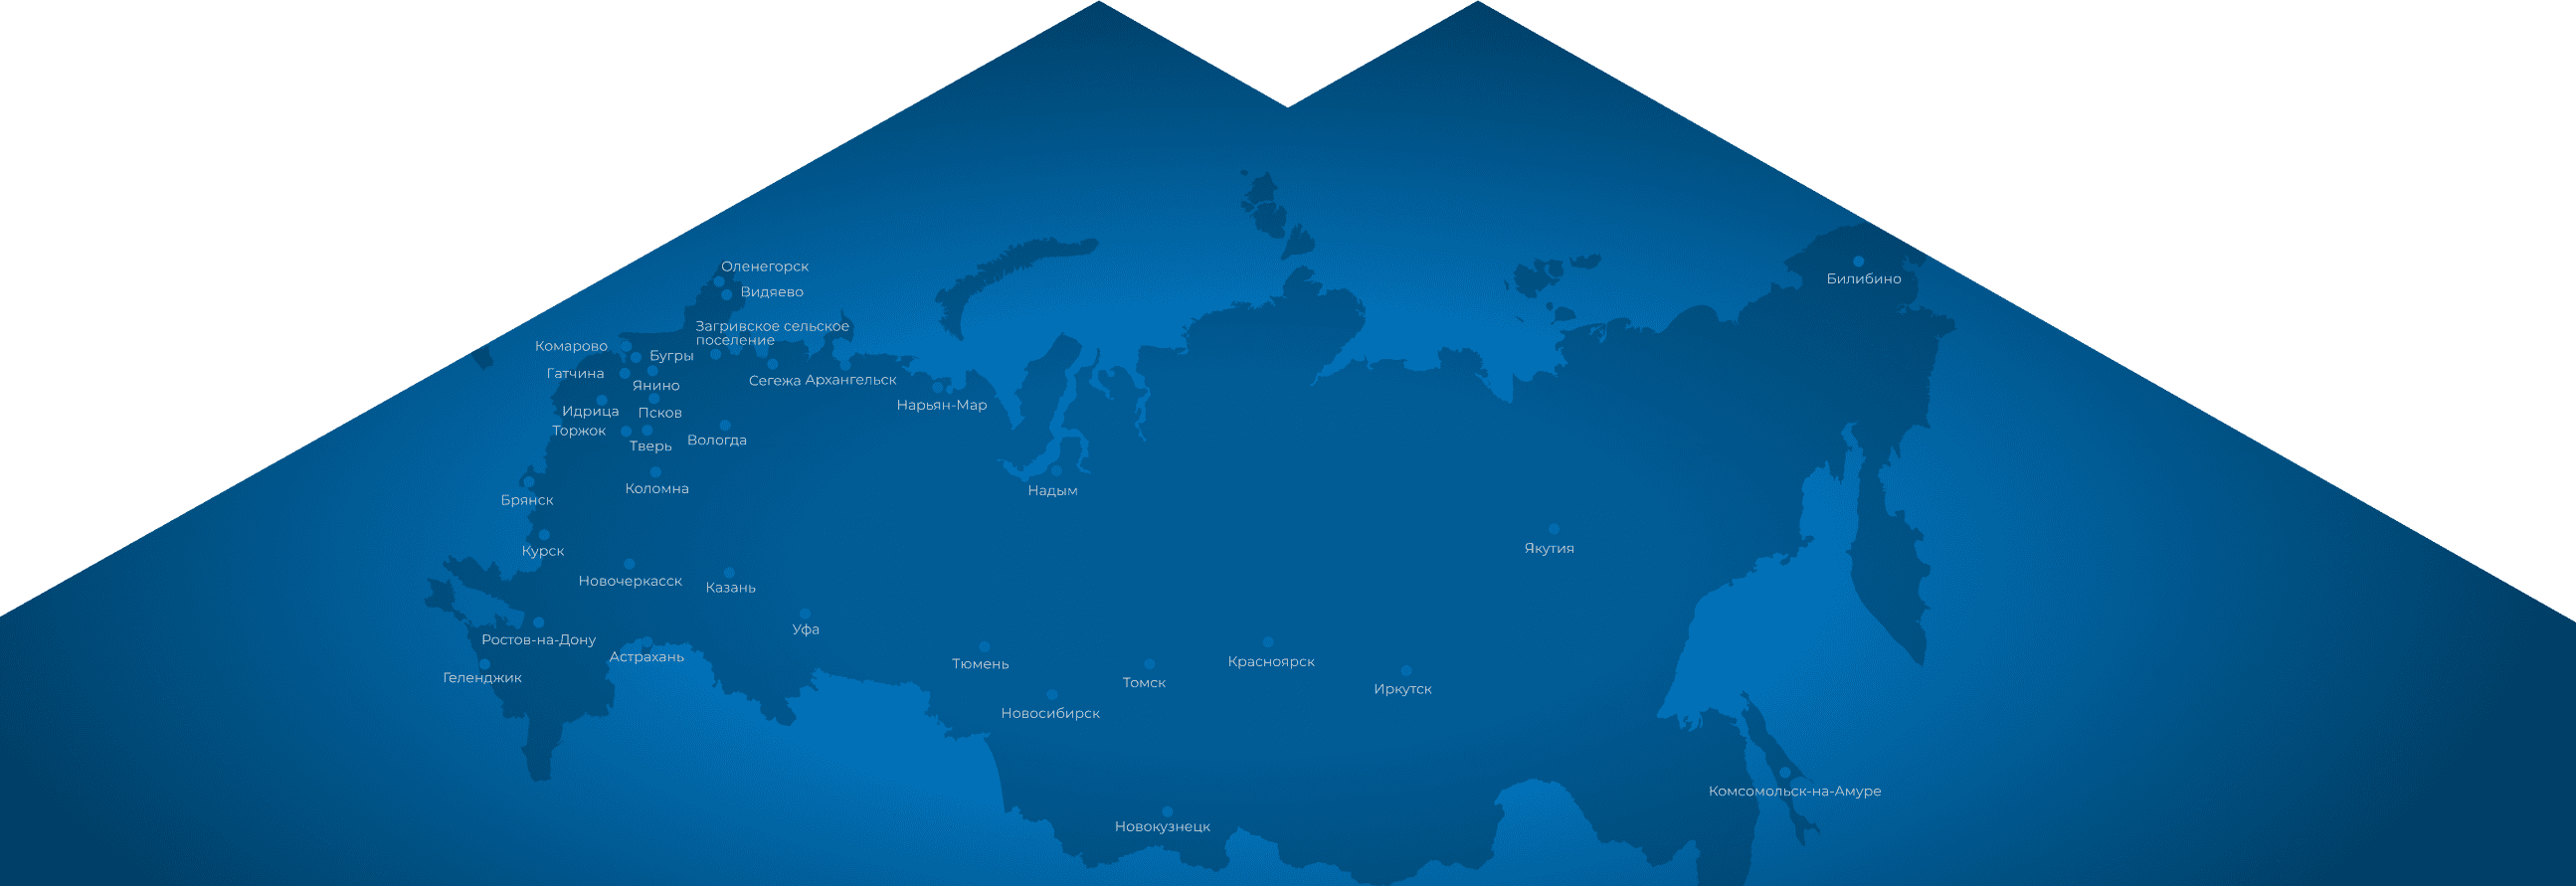 Оленегорск
Билибино
Видяево
Загривское сельское
поселение
Комарово
Бугры
Гатчина
Янино
Сегежа
Архангельск
Нарьян-Мар
Идрица
Псков
Торжок
Тверь
Вологда
Коломна
Надым
Брянск
Курск
Якутия
Новочеркасск
Казань
Уфа
Ростов-на-Дону
Астрахань
Тюмень
Красноярск
Геленджик
Томск
Иркутск
Новосибирск
Комсомольск-на-Амуре
Новокузнецк